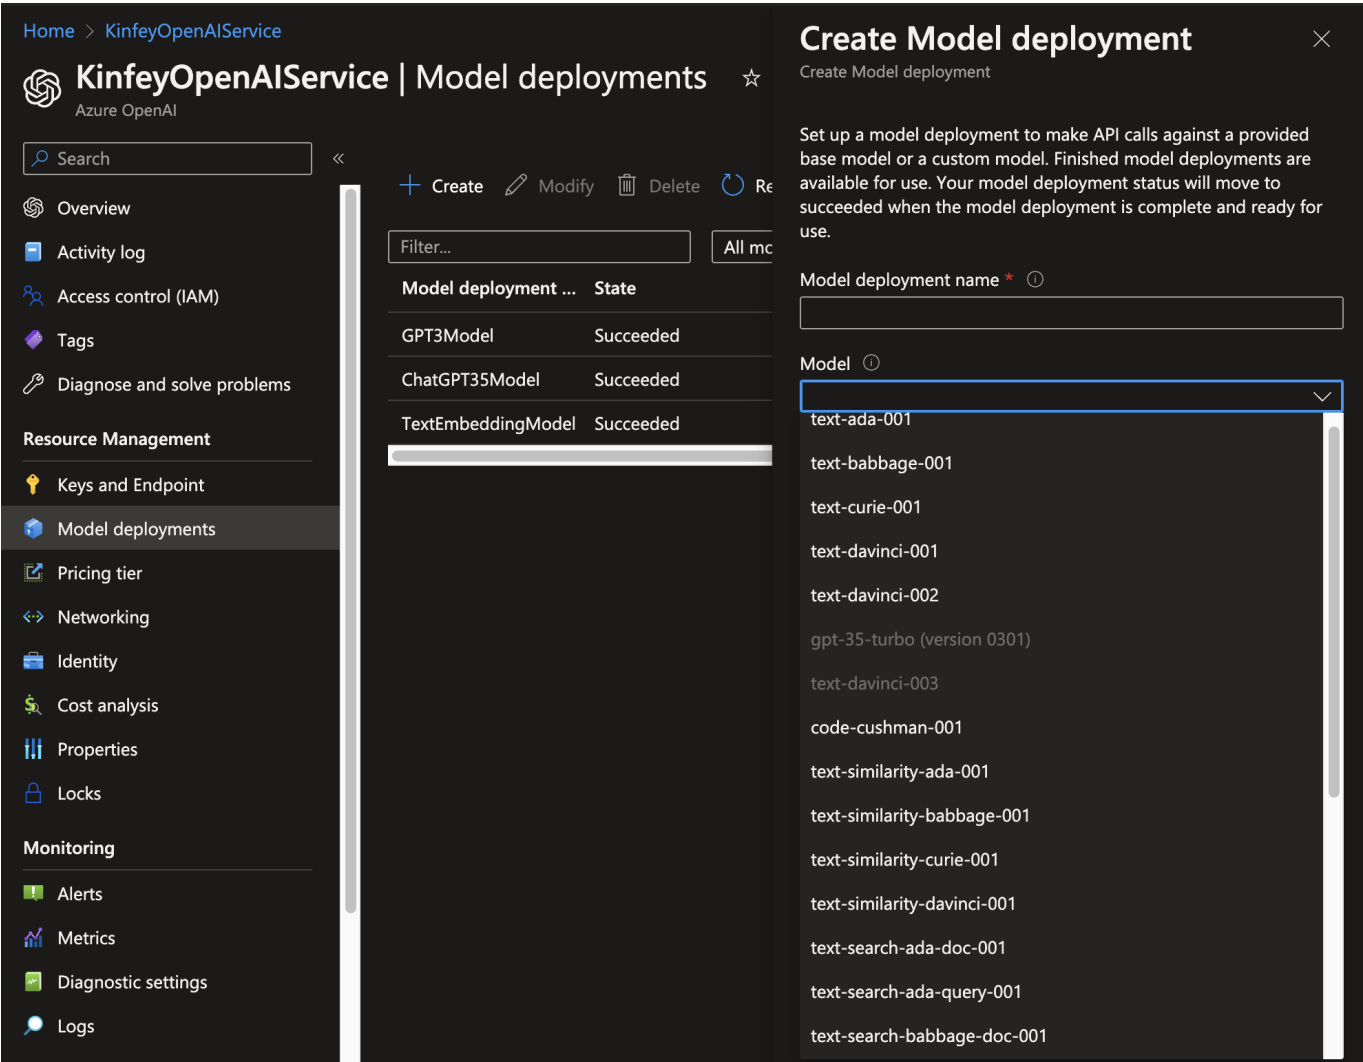 Home > KinfeyOpenAIService
KinfeyOpenAIService | Model deployments
Azure OpenAI
Search
«
Overview
Activity log
Access control (IAM)
Tags
Diagnose and solve problems
Resource Management
Keys and Endpoint
Model deployments
Pricing tier
Networking
Identity
Cost analysis
Properties
Locks
Monitoring
Alerts
Metrics
Diagnostic settings
Logs
Create Modify Delete Re
Filter... All mo
Model deployment ... State
GPT3Model Succeeded
ChatGPT35Model Succeeded
TextEmbeddingModel Succeeded
Create Model deployment
Create Model deployment
Set up a model deployment to make API calls against a provided
base model or a custom model. Finished model deployments are
available for use. Your model deployment status will move to
succeeded when the model deployment is complete and ready for
use.
Model deployment name *
Model
text-ada-001
text-babbage-001
text-curie-001
text-davinci-001
text-davinci-002
gpt-35-turbo (version 0301)
text-davinci-003
code-cushman-001
text-similarity-ada-001
text-similarity-babbage-001
text-similarity-curie-001
text-similarity-davinci-001
text-search-ada-doc-001
text-search-ada-query-001
text-search-babbage-doc-001